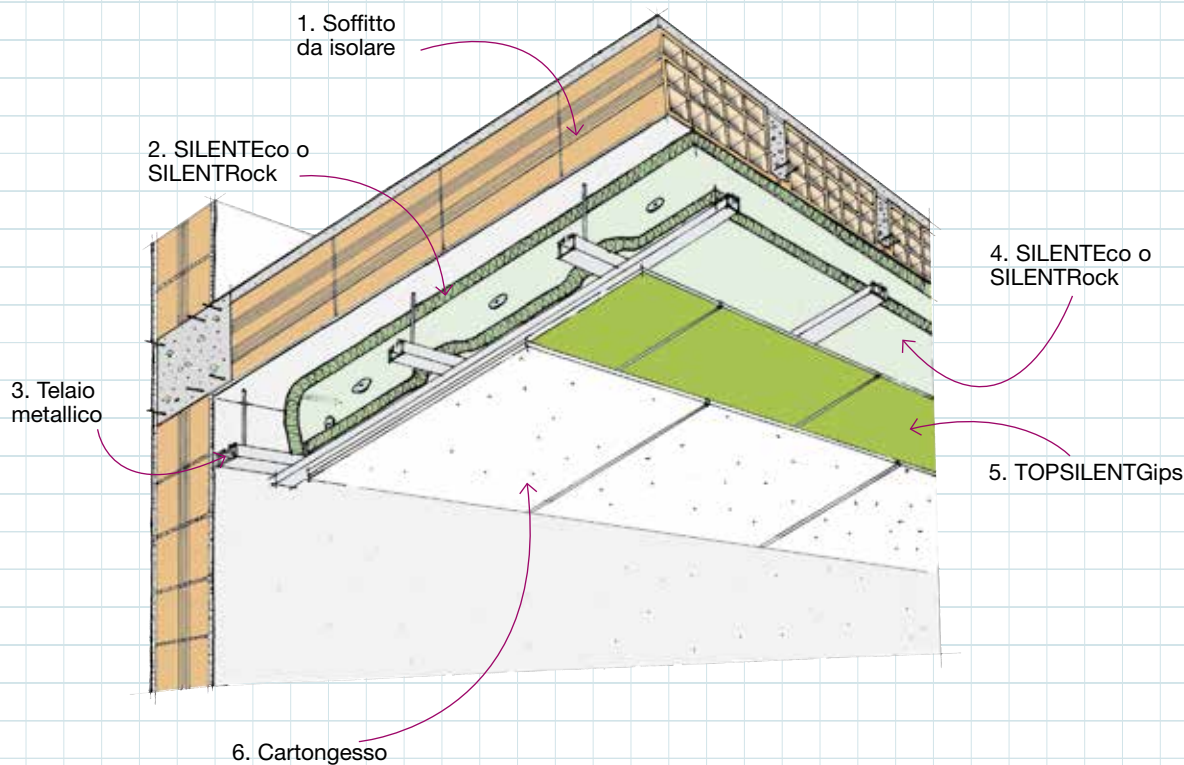 1. Soffitto
da isolare
2. SILENTEco o
SILENTRock
3. Telaio
metallico
4. SILENTEco o
SILENTRock
5. TOPSILENTGips
6. Cartongesso